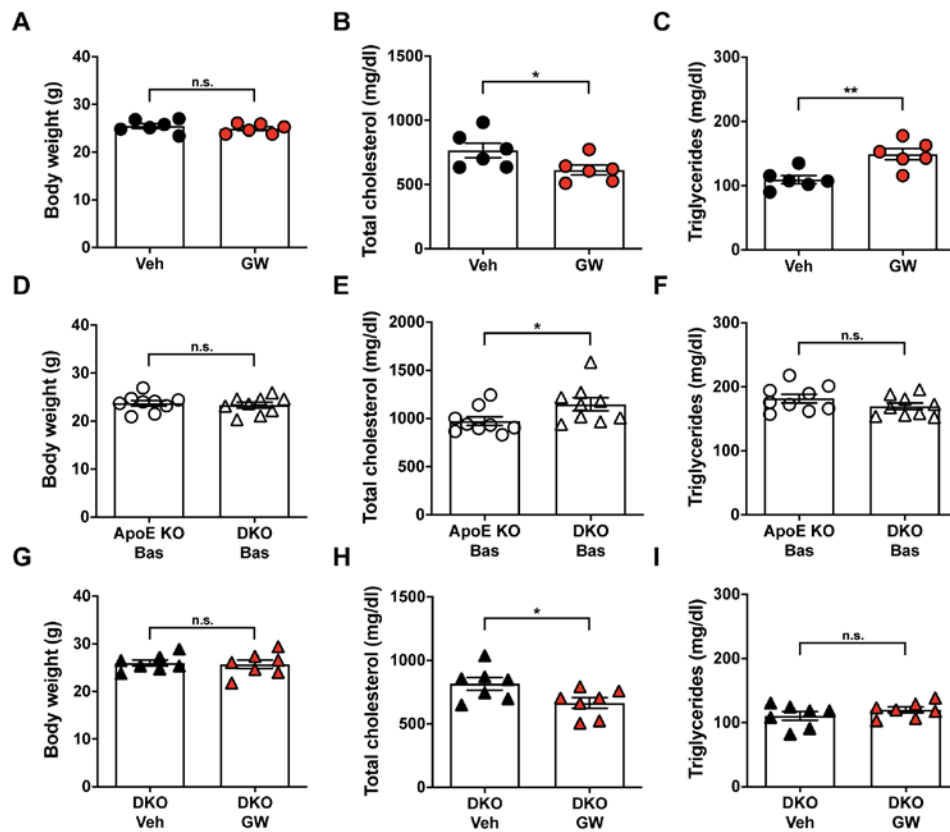 A
Body weight (g)
40
30
20
10
0
n.s.
Veh
GW
B
Total cholesterol (mg/dl)
1500
1000
500
0
*
Veh
GW
C
Triglycerides (mg/dl)
300
200
100
0
**
Veh
GW
D
Body weight (g)
40
30
20
10
0
n.s.
ApoE KO
Bas
DKO
Bas
E
Total cholesterol (mg/dl)
2000
1500
1000
500
0
*
ApoE KO
Bas
DKO
Bas
F
Triglycerides (mg/dl)
300
200
100
0
n.s.
ApoE KO
Bas
DKO
Bas
G
Body weight (g)
40
30
20
10
0
n.s.
DKO
Veh
DKO
GW
H
Total cholesterol (mg/dl)
1500
1000
500
0
*
DKO
Veh
DKO
GW
I
Triglycerides (mg/dl)
300
200
100
0
n.s.
DKO
Veh
DKO
GW